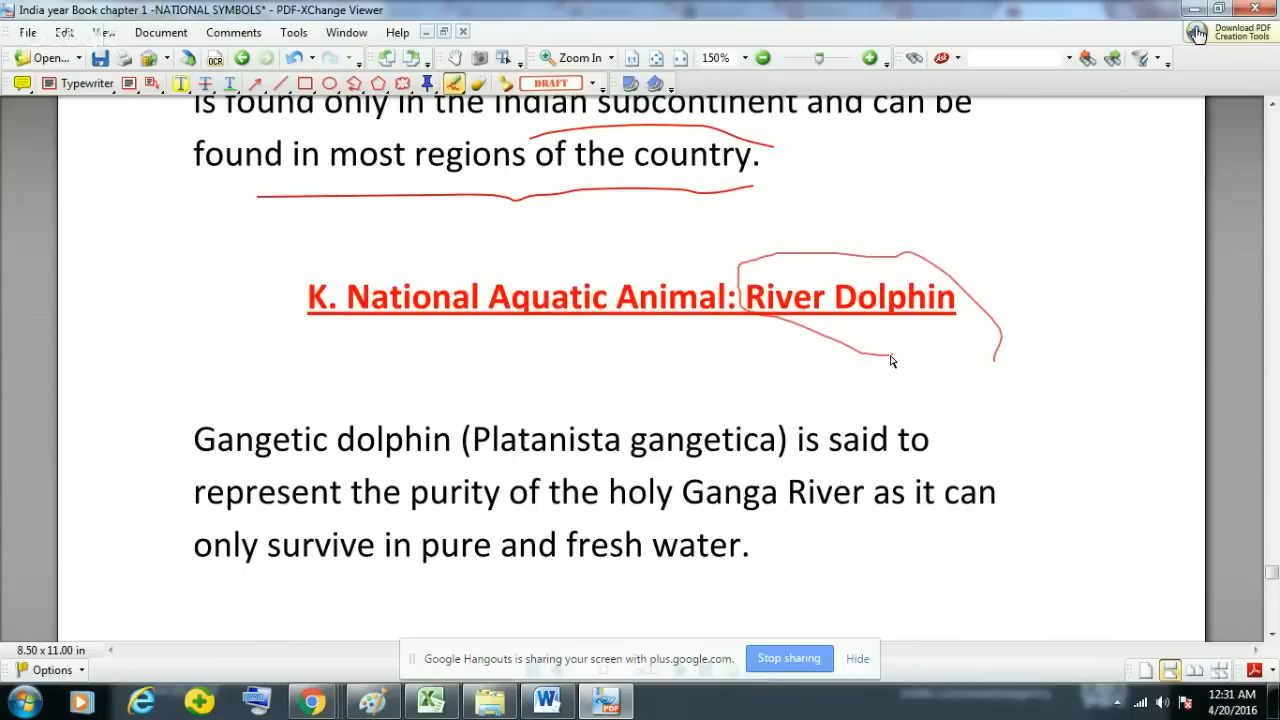 India year Book chapter 1 -NATIONAL SYMBOLS* - PDF-XChange Viewer
File Edit View Document Comments Tools Window Help
Download PDF Creation Tools
Open... OCR Zoom In 150%
Typewriter DRAFT
is found only in the Indian subcontinent and can be
found in most regions of the country.
K. National Aquatic Animal: River Dolphin
Gangetic dolphin (Platanista gangetica) is said to
represent the purity of the holy Ganga River as it can
only survive in pure and fresh water.
8.50 x 11.00 in
Google Hangouts is sharing your screen with plus.google.com. Stop sharing Hide
Options
12:31 AM
4/20/2016